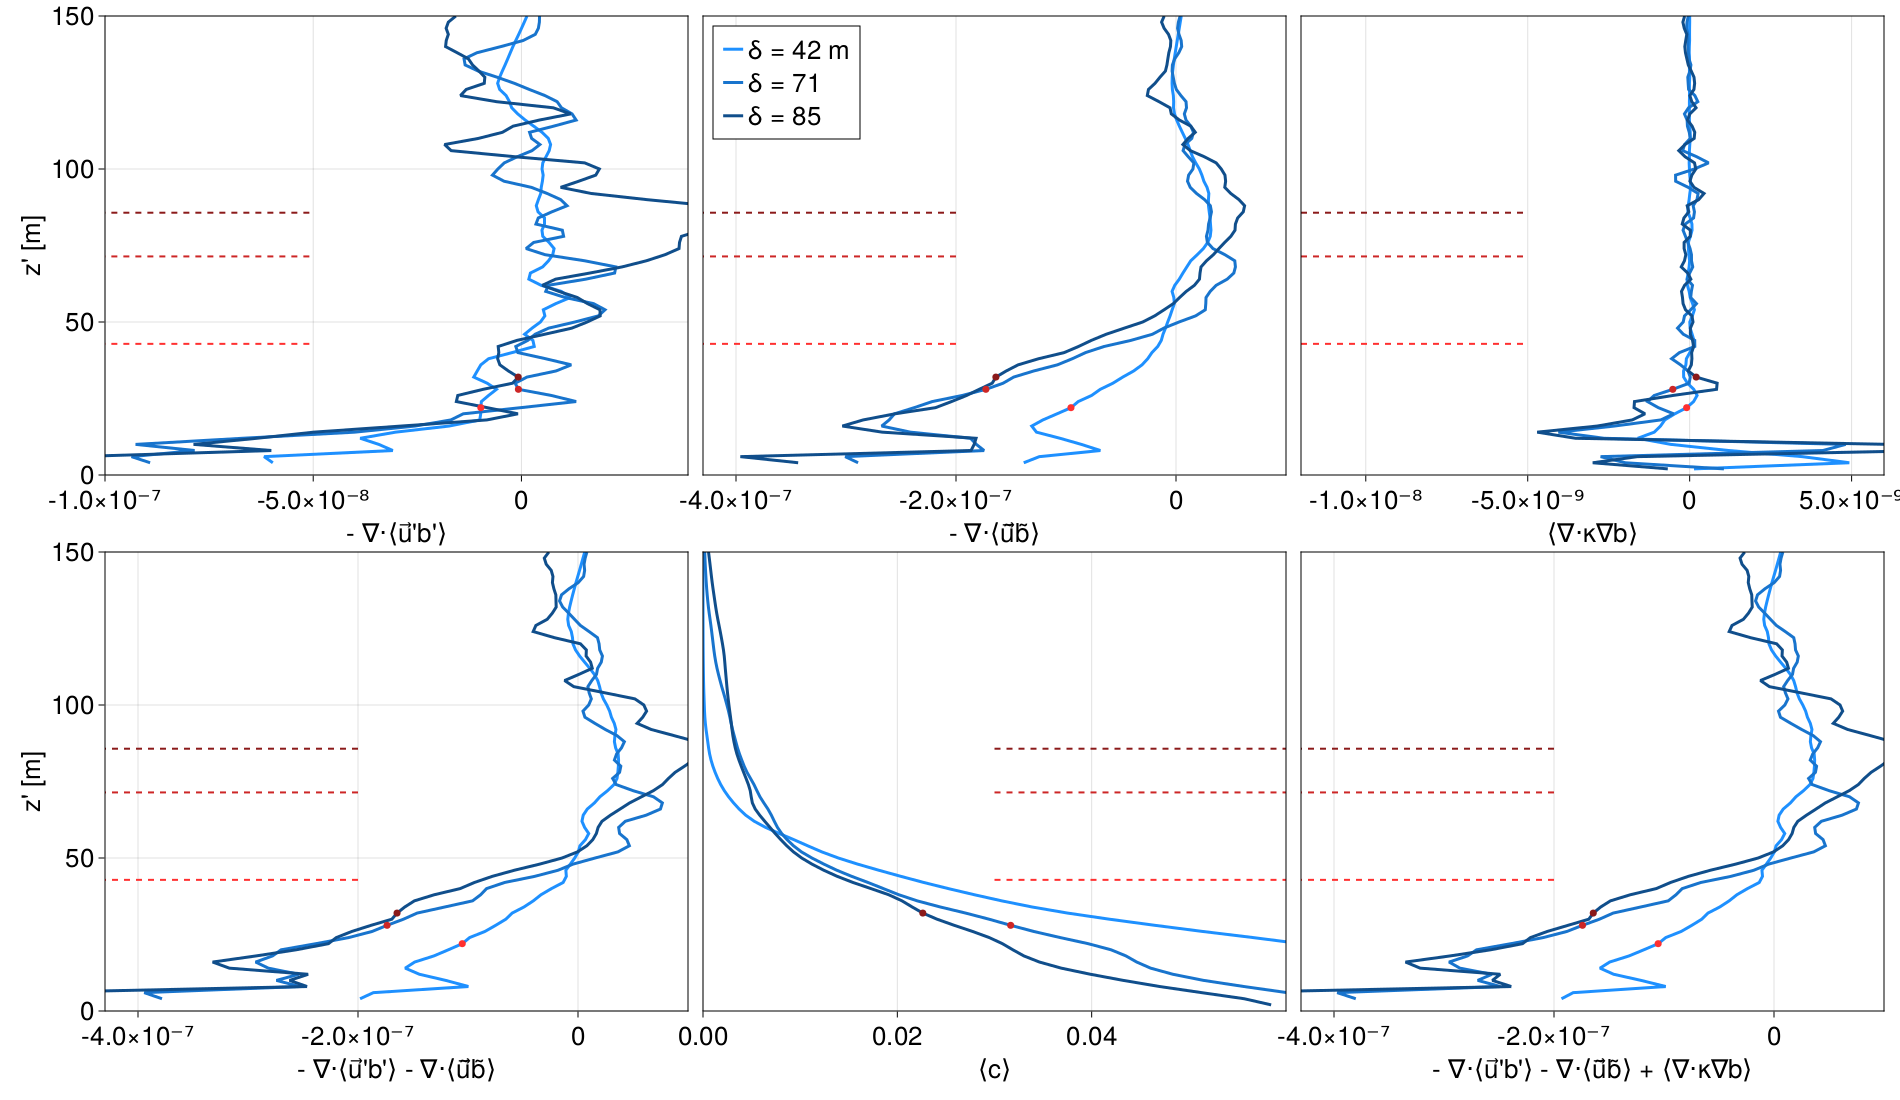 150
100
50
0
z' [m]
-1.0×10⁻⁷
-5.0×10⁻⁸
0
- ∇·⟨u⃗'b'⟩
δ = 42 m
δ = 71
δ = 85
-4.0×10⁻⁷
-2.0×10⁻⁷
0
- ∇·⟨ũ⃗b̃⟩
-1.0×10⁻⁸
-5.0×10⁻⁹
0
5.0×10⁻⁹
⟨∇·κ∇b⟩
150
100
50
0
z' [m]
-4.0×10⁻⁷
-2.0×10⁻⁷
0
- ∇·⟨u⃗'b'⟩ - ∇·⟨ũ⃗b̃⟩
0.00
0.02
0.04
⟨c⟩
-4.0×10⁻⁷
-2.0×10⁻⁷
0
- ∇·⟨u⃗'b'⟩ - ∇·⟨ũ⃗b̃⟩ + ⟨∇·κ∇b⟩